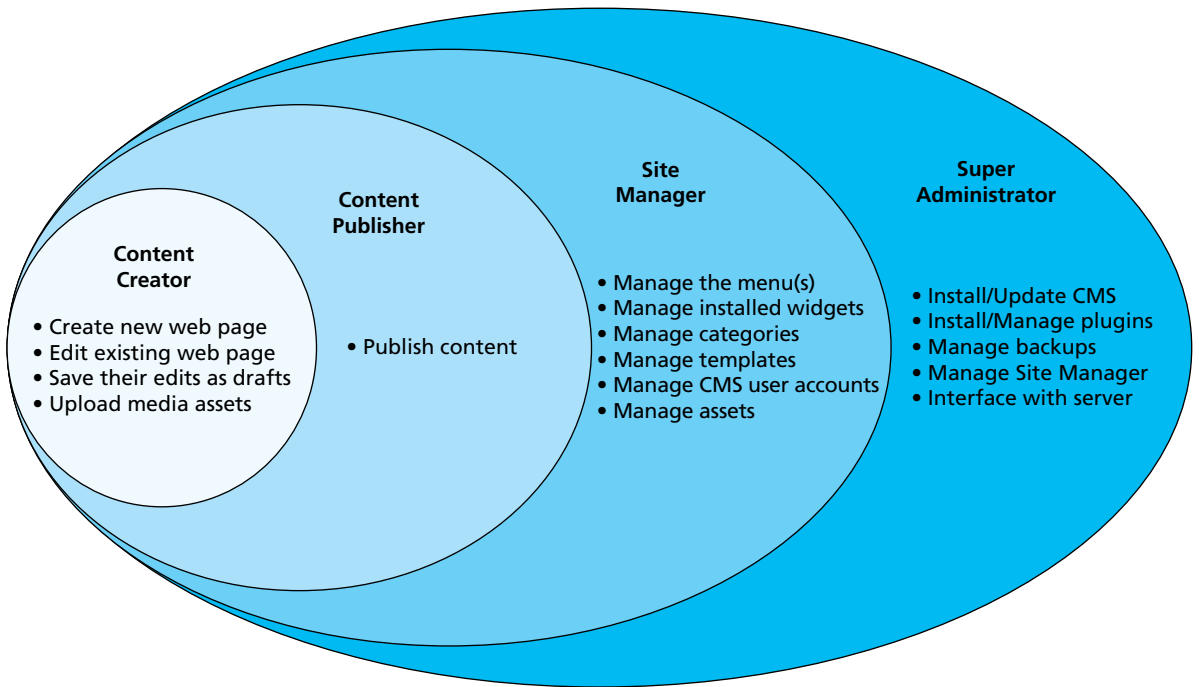 Content
Creator
• Create new web page
• Edit existing web page
• Save their edits as drafts
• Upload media assets
Content
Publisher
• Publish content
Site
Manager
• Manage the menu(s)
• Manage installed widgets
• Manage categories
• Manage templates
• Manage CMS user accounts
• Manage assets
Super
Administrator
• Install/Update CMS
• Install/Manage plugins
• Manage backups
• Manage Site Manager
• Interface with server